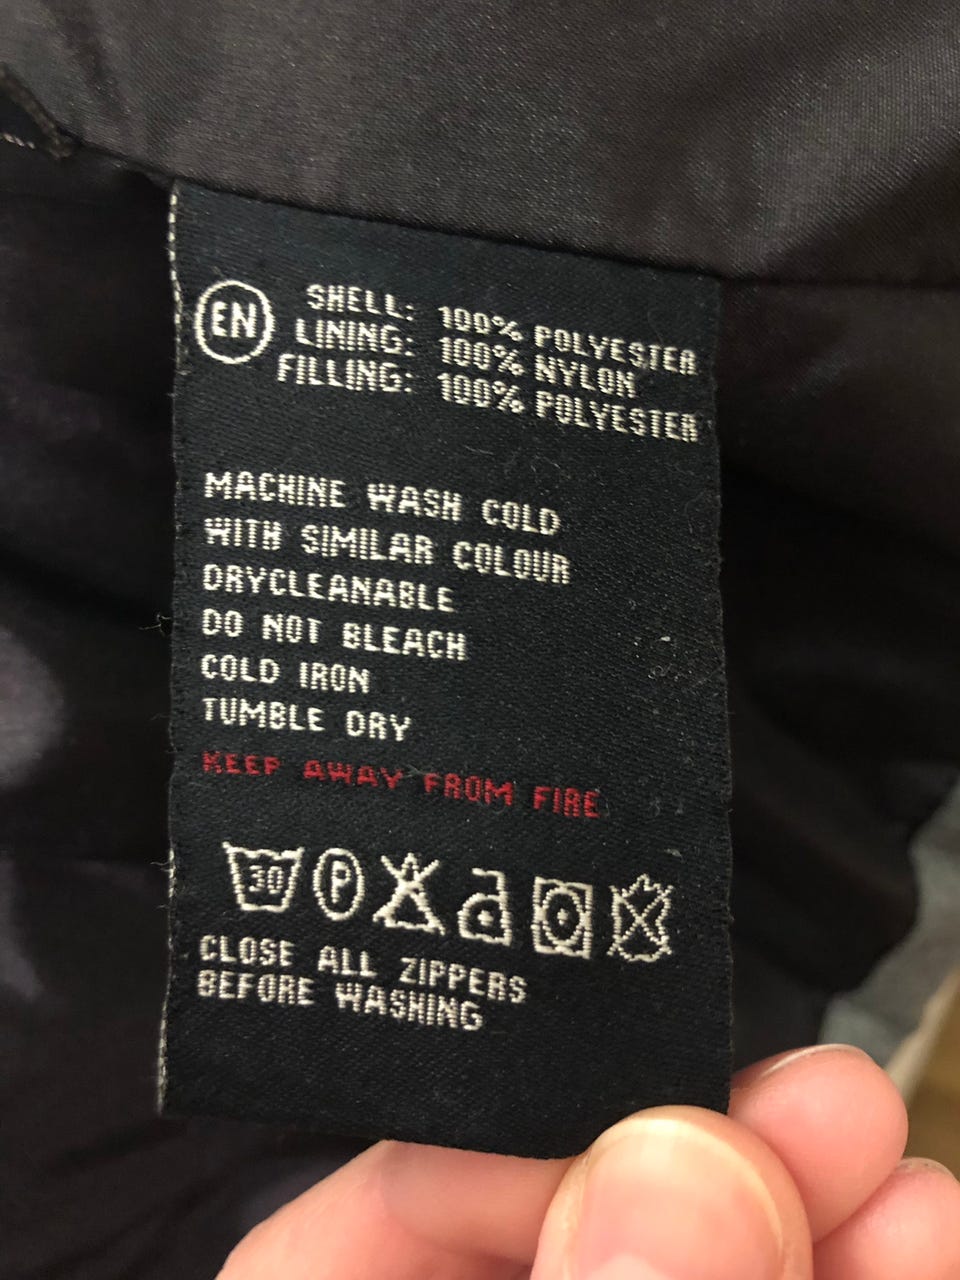 EN
SHELL: 100% POLYESTER
LINING: 100% NYLON
FILLING: 100% POLYESTER
MACHINE WASH COLD
WITH SIMILAR COLOUR
DRYCLEANABLE
DO NOT BLEACH
COLD IRON
TUMBLE DRY
KEEP AWAY FROM FIRE
30 P
CLOSE ALL ZIPPERS
BEFORE WASHING